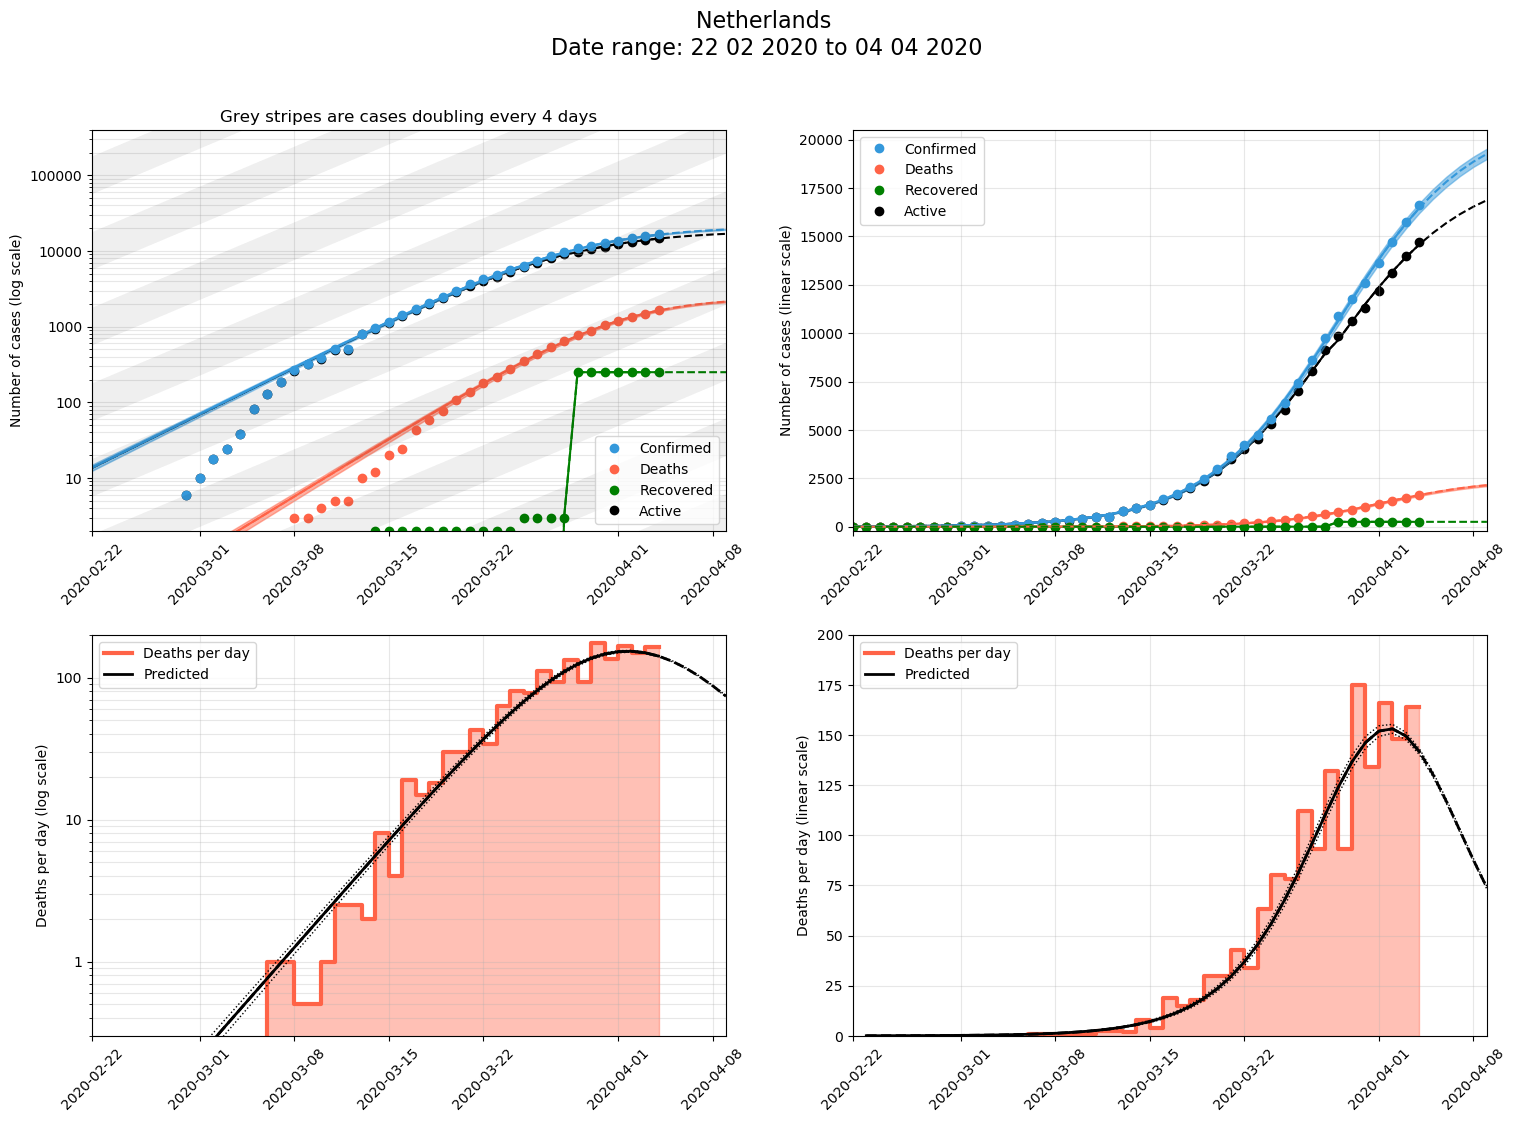 Netherlands
Date range: 22 02 2020 to 04 04 2020
Grey stripes are cases doubling every 4 days
Number of cases (log scale)
100000
10000
1000
100
10
Confirmed
Deaths
Recovered
Active
2020-02-22
2020-03-01
2020-03-08
2020-03-15
2020-03-22
2020-04-01
2020-04-08
Number of cases (linear scale)
20000
17500
15000
12500
10000
7500
5000
2500
0
Confirmed
Deaths
Recovered
Active
2020-02-22
2020-03-01
2020-03-08
2020-03-15
2020-03-22
2020-04-01
2020-04-08
Deaths per day (log scale)
100
10
1
Deaths per day
Predicted
2020-02-22
2020-03-01
2020-03-08
2020-03-15
2020-03-22
2020-04-01
2020-04-08
Deaths per day (linear scale)
200
175
150
125
100
75
50
25
0
Deaths per day
Predicted
2020-02-22
2020-03-01
2020-03-08
2020-03-15
2020-03-22
2020-04-01
2020-04-08